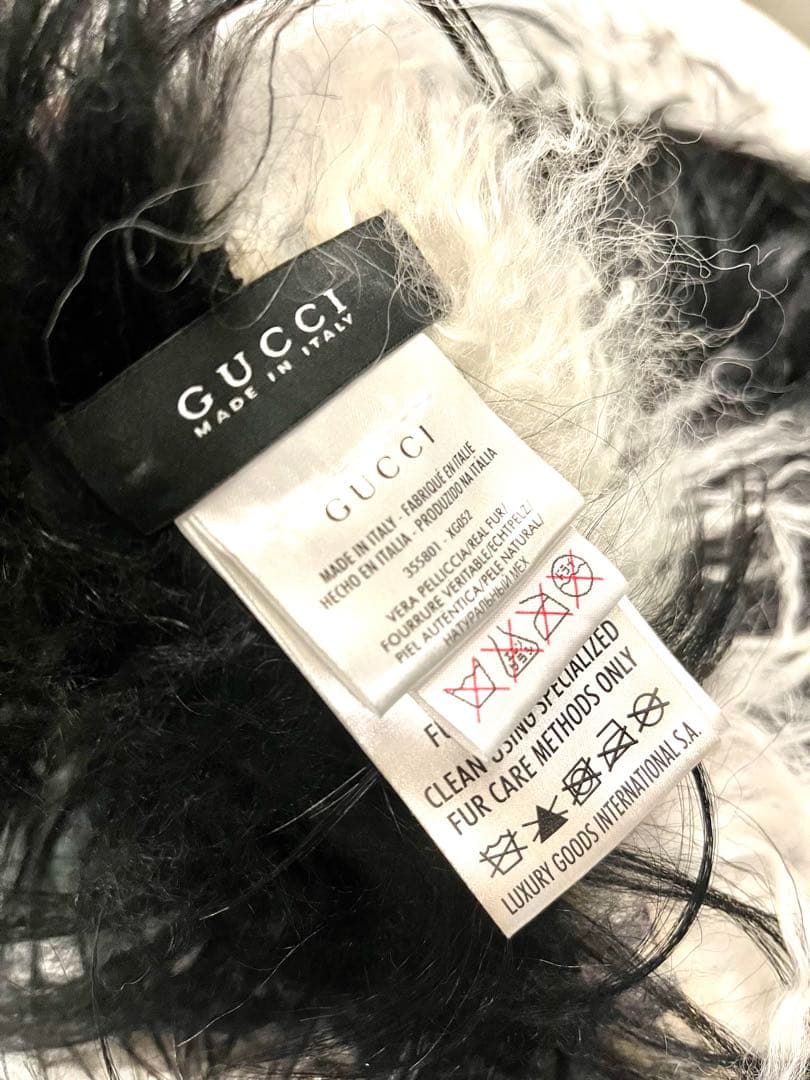 GUCCI
MADE IN ITALY
GUCCI
MADE IN ITALY - FABRIQUÉ EN ITALIE
HECHO EN ITALIA - PRODUZIDO NA ITALIA
355801 - XG052
VERA PELLICCIA/REAL FUR/
FOURRURE VERITABLE/ECHTPELZ/
PIEL AUTENTICA/PELE NATURAL/
НАТУРАЛЬНЫЙ МЕХ
CLEAN USING SPECIALIZED
FUR CARE METHODS ONLY
LUXURY GOODS INTERNATIONAL S.A.